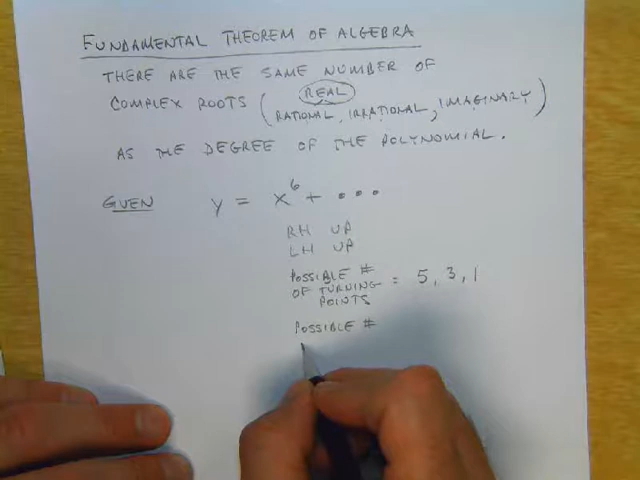 FUNDAMENTAL THEOREM OF ALGEBRA
THERE ARE THE SAME NUMBER OF
COMPLEX ROOTS ( REAL
RATIONAL, IRRATIONAL, IMAGINARY )
AS THE DEGREE OF THE POLYNOMIAL.
GIVEN y = x⁶ + •••
RH UP
LH UP
POSSIBLE #
OF TURNING = 5, 3, 1
POINTS
POSSIBLE #